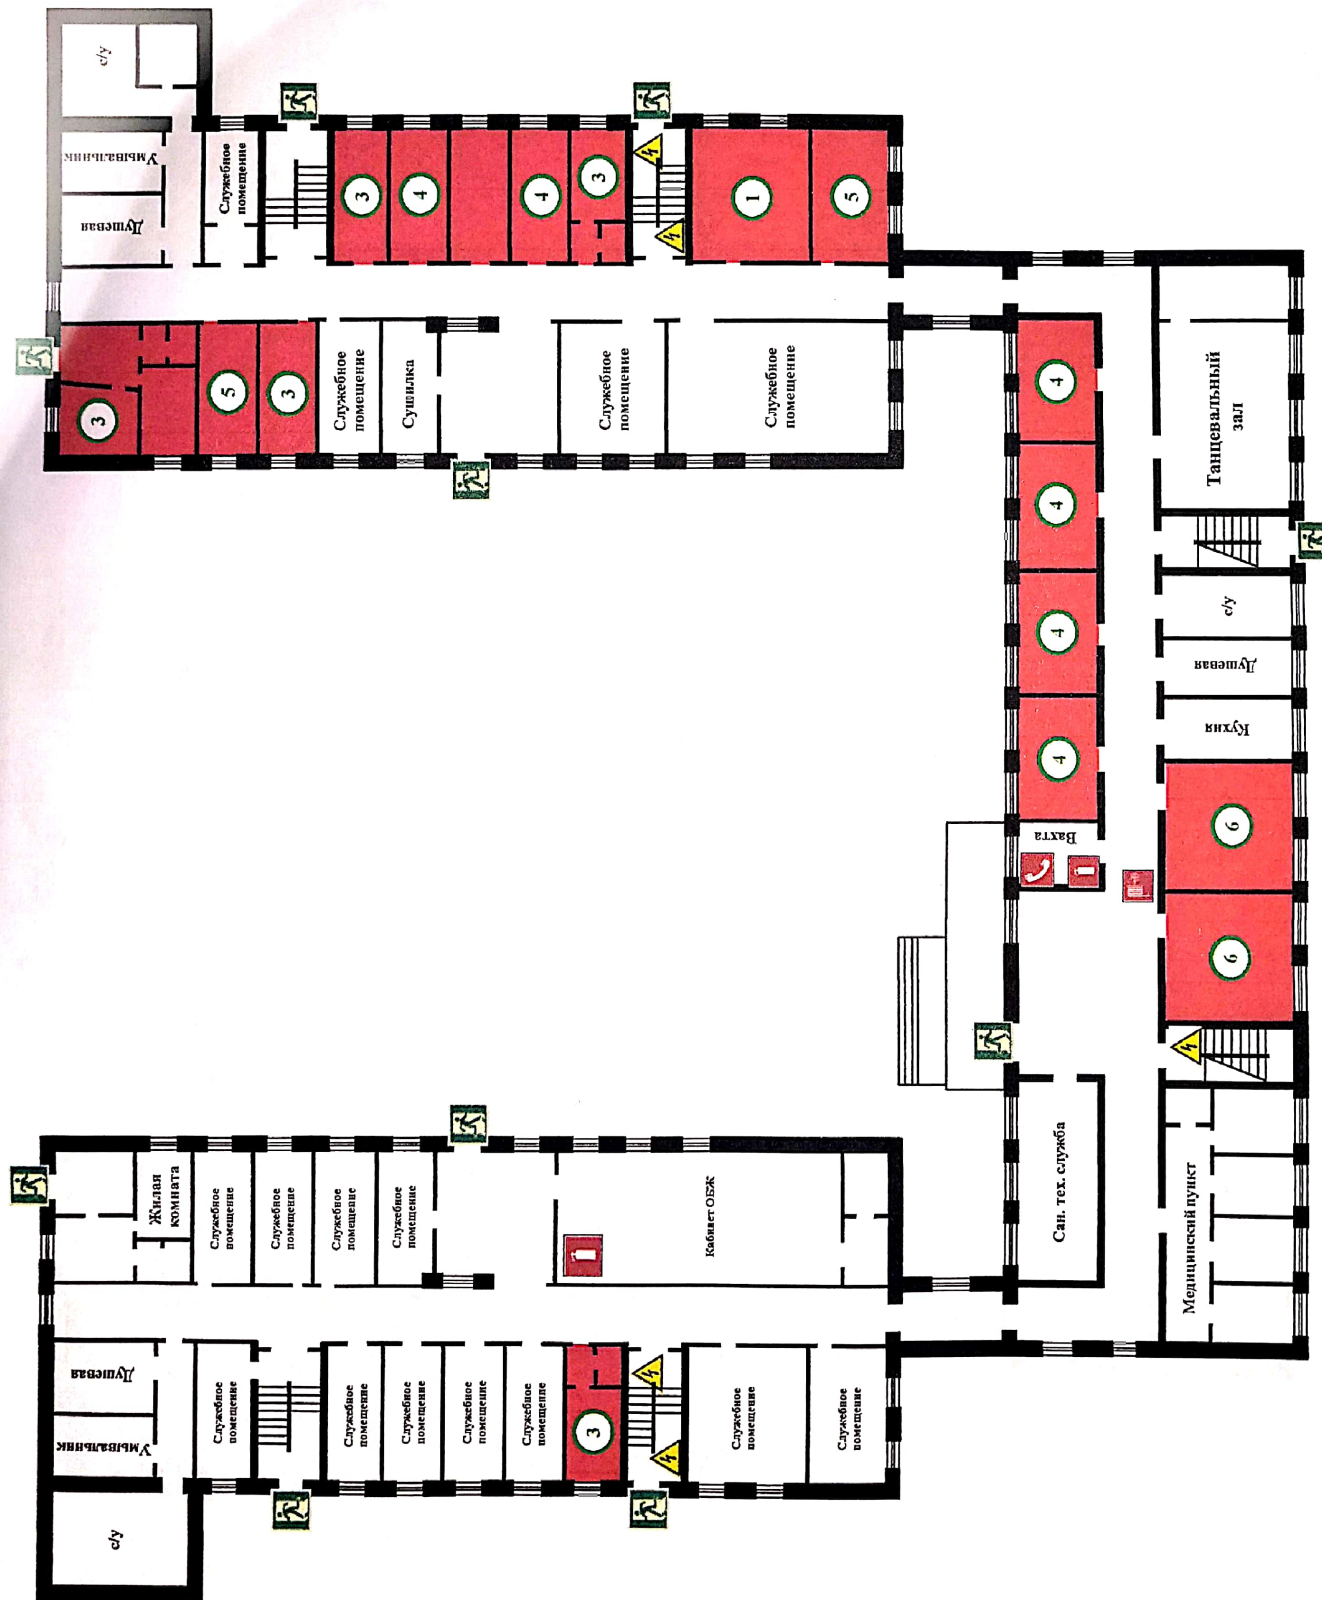 с/у
Умывальник
Душевая
Служебное
помещение
3
4
4
3
1
5
3
5
3
Служебное
помещение
Сушилка
Служебное
помещение
Служебное
помещение
4
4
4
4
Вахта
Танцевальный
зал
с/у
Душевая
Кухня
6
6
Сан. тех. служба
Медицинский пункт
Жилая
комната
Служебное
помещение
Служебное
помещение
Служебное
помещение
Служебное
помещение
Кабинет ОБЖ
Душевая
Умывальник
с/у
Служебное
помещение
Служебное
помещение
Служебное
помещение
Служебное
помещение
Служебное
помещение
3
Служебное
помещение
Служебное
помещение